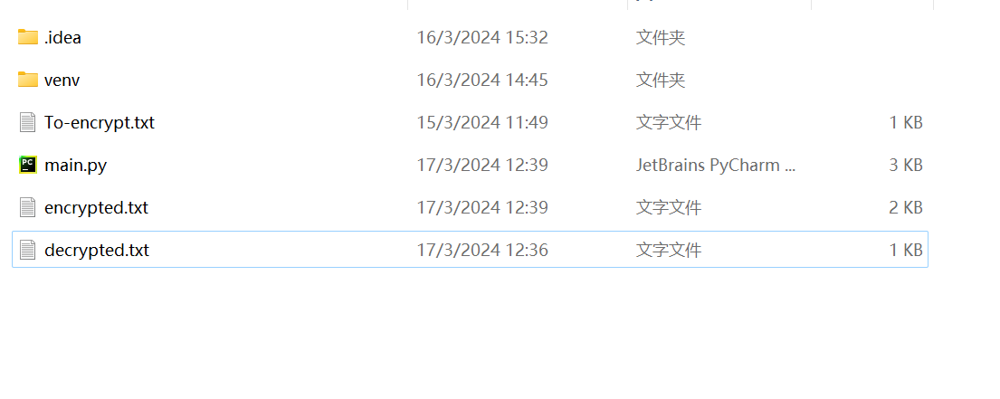 .idea 16/3/2024 15:32 文件夹
venv 16/3/2024 14:45 文件夹
To-encrypt.txt 15/3/2024 11:49 文字文件 1 KB
main.py 17/3/2024 12:39 JetBrains PyCharm ... 3 KB
encrypted.txt 17/3/2024 12:39 文字文件 2 KB
decrypted.txt 17/3/2024 12:36 文字文件 1 KB